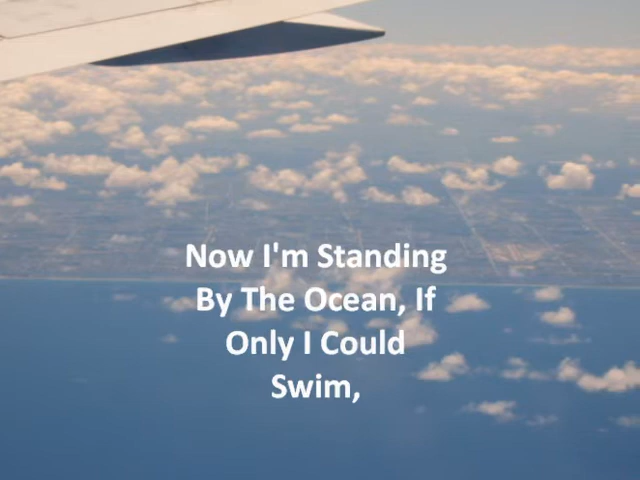 Now I'm Standing
By The Ocean, If
Only I Could
Swim,